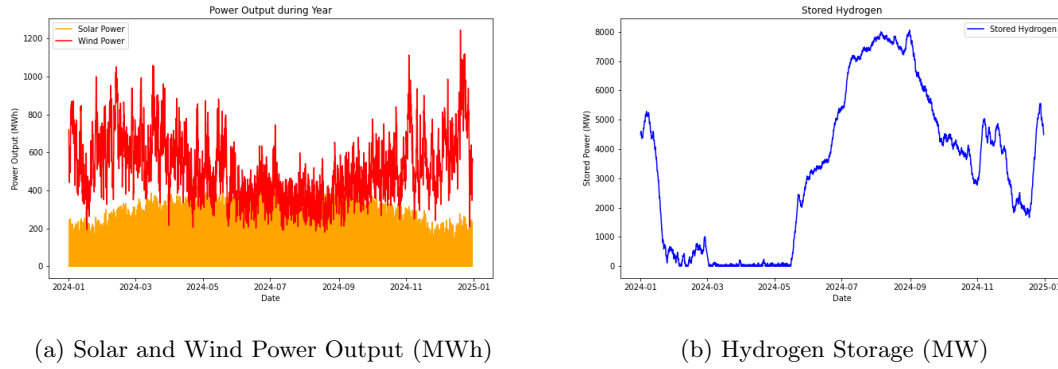 Power Output during Year
Solar Power
Wind Power
1200
1000
800
600
400
200
0
Power Output (MWh)
2024-01
2024-03
2024-05
2024-07
2024-09
2024-11
2025-01
Date
(a) Solar and Wind Power Output (MWh)
Stored Hydrogen
Stored Hydrogen
8000
7000
6000
5000
4000
3000
2000
1000
0
Stored Power (MW)
2024-01
2024-03
2024-05
2024-07
2024-09
2024-11
2025-01
Date
(b) Hydrogen Storage (MW)